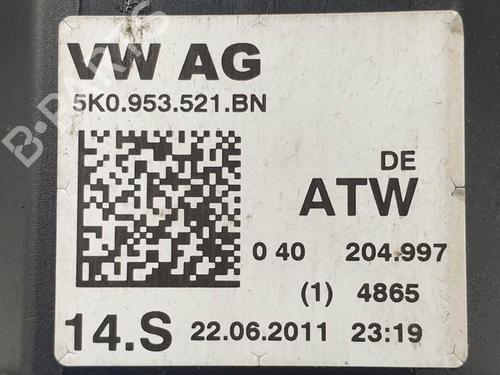 VW AG
5K0.953.521.BN
DE
ATW
0 40 204.997
(1) 4865
14.S 22.06.2011 23:19
B-PARTS